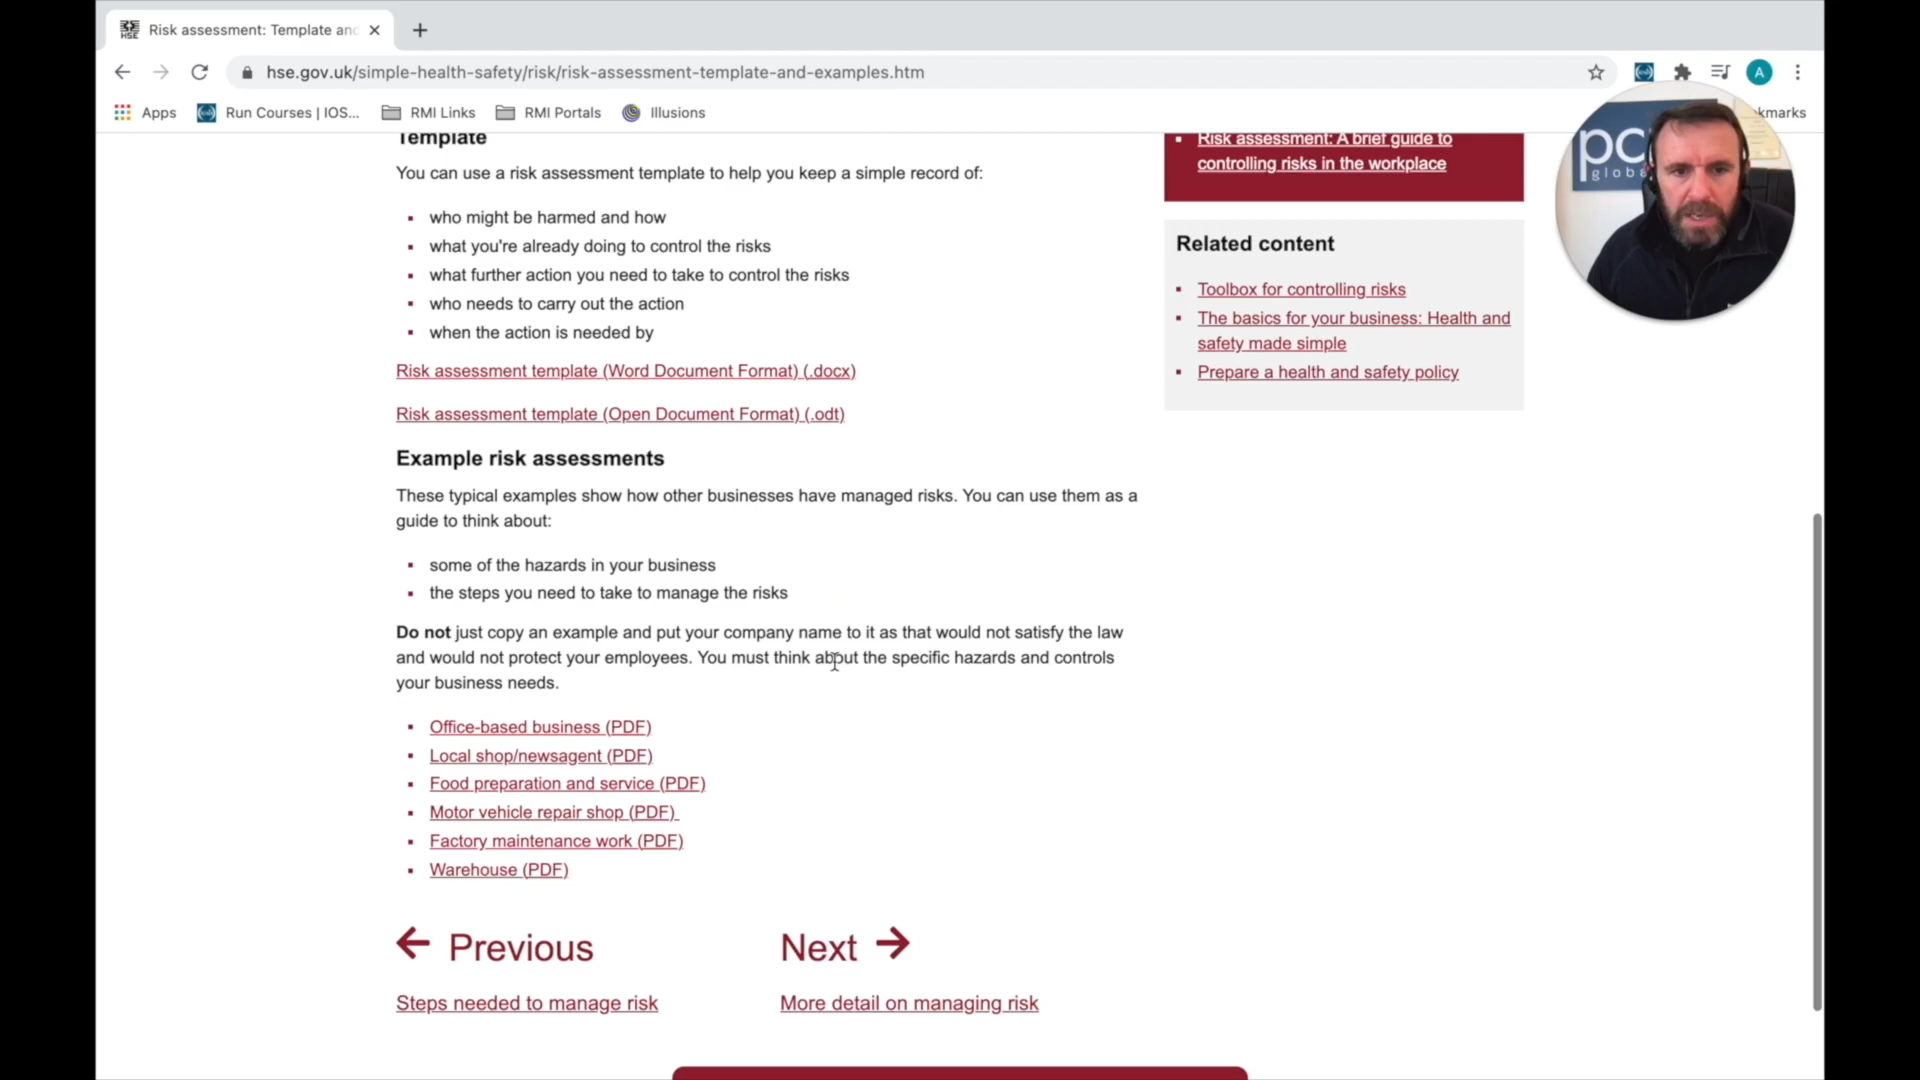 Risk assessment: Template and
hse.gov.uk/simple-health-safety/risk/risk-assessment-template-and-examples.htm
A
Apps
Run Courses | IOS...
RMI Links
RMI Portals
Illusions
kmarks
Template
You can use a risk assessment template to help you keep a simple record of:
who might be harmed and how
what you're already doing to control the risks
what further action you need to take to control the risks
who needs to carry out the action
when the action is needed by
Risk assessment template (Word Document Format) (.docx)
Risk assessment template (Open Document Format) (.odt)
Example risk assessments
These typical examples show how other businesses have managed risks. You can use them as a
guide to think about:
some of the hazards in your business
the steps you need to take to manage the risks
Do not just copy an example and put your company name to it as that would not satisfy the law
and would not protect your employees. You must think about the specific hazards and controls
your business needs.
Office-based business (PDF)
Local shop/newsagent (PDF)
Food preparation and service (PDF)
Motor vehicle repair shop (PDF)
Factory maintenance work (PDF)
Warehouse (PDF)
Previous
Steps needed to manage risk
Next
More detail on managing risk
Risk assessment: A brief guide to
controlling risks in the workplace
Related content
Toolbox for controlling risks
The basics for your business: Health and
safety made simple
Prepare a health and safety policy
pc
globa